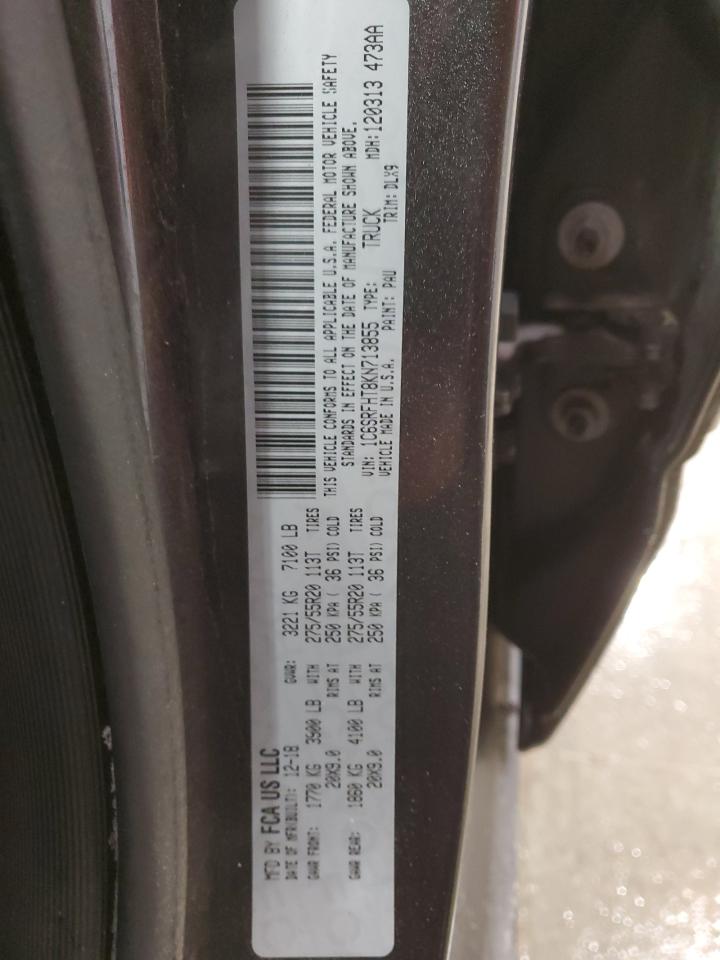 MFD BY FCA US LLC
DATE OF MFR(BUILT): 12-18 GVWR: 3221 KG 7100 LB
GAWR FRONT: 1770 KG 3900 LB WITH 275/55R20 113T TIRES
20X9.0 RIMS AT 250 KPA ( 36 PSI) COLD
GAWR REAR: 1860 KG 4100 LB WITH 275/55R20 113T TIRES
20X9.0 RIMS AT 250 KPA ( 36 PSI) COLD
THIS VEHICLE CONFORMS TO ALL APPLICABLE U.S.A. FEDERAL MOTOR VEHICLE SAFETY
STANDARDS IN EFFECT ON THE DATE OF MANUFACTURE SHOWN ABOVE.
VIN: 1C6SRFHT8KN713855 TYPE: TRUCK MDH:120313 473AA
VEHICLE MADE IN U.S.A. PAINT: PAU TRIM: DLX9